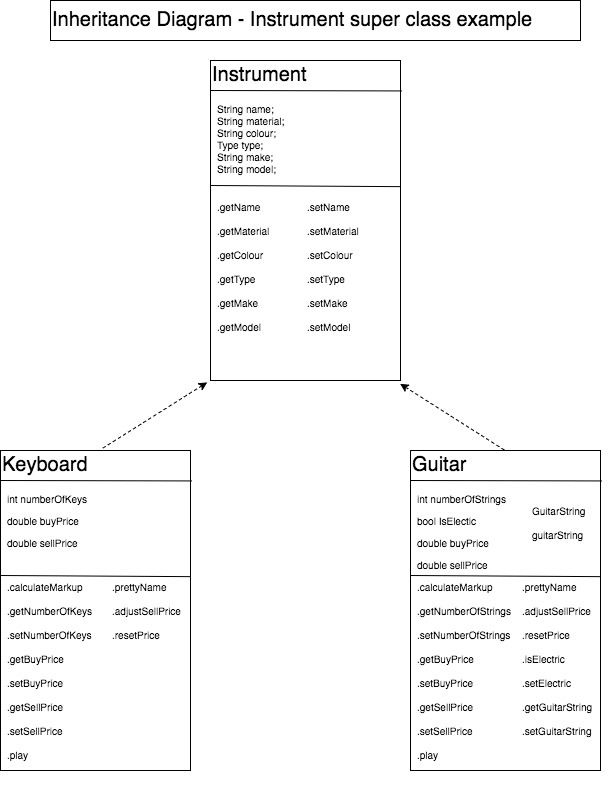 Inheritance Diagram - Instrument super class example
Instrument
String name;
String material;
String colour;
Type type;
String make;
String model;
.getName .setName
.getMaterial .setMaterial
.getColour .setColour
.getType .setType
.getMake .setMake
.getModel .setModel
Keyboard
int numberOfKeys
double buyPrice
double sellPrice
.calculateMarkup .prettyName
.getNumberOfKeys .adjustSellPrice
.setNumberOfKeys .resetPrice
.getBuyPrice
.setBuyPrice
.getSellPrice
.setSellPrice
.play
Guitar
int numberOfStrings
GuitarString
bool IsElectic
guitarString
double buyPrice
double sellPrice
.calculateMarkup .prettyName
.getNumberOfStrings .adjustSellPrice
.setNumberOfStrings .resetPrice
.getBuyPrice .isElectric
.setBuyPrice .setElectric
.getSellPrice .getGuitarString
.setSellPrice .setGuitarString
.play